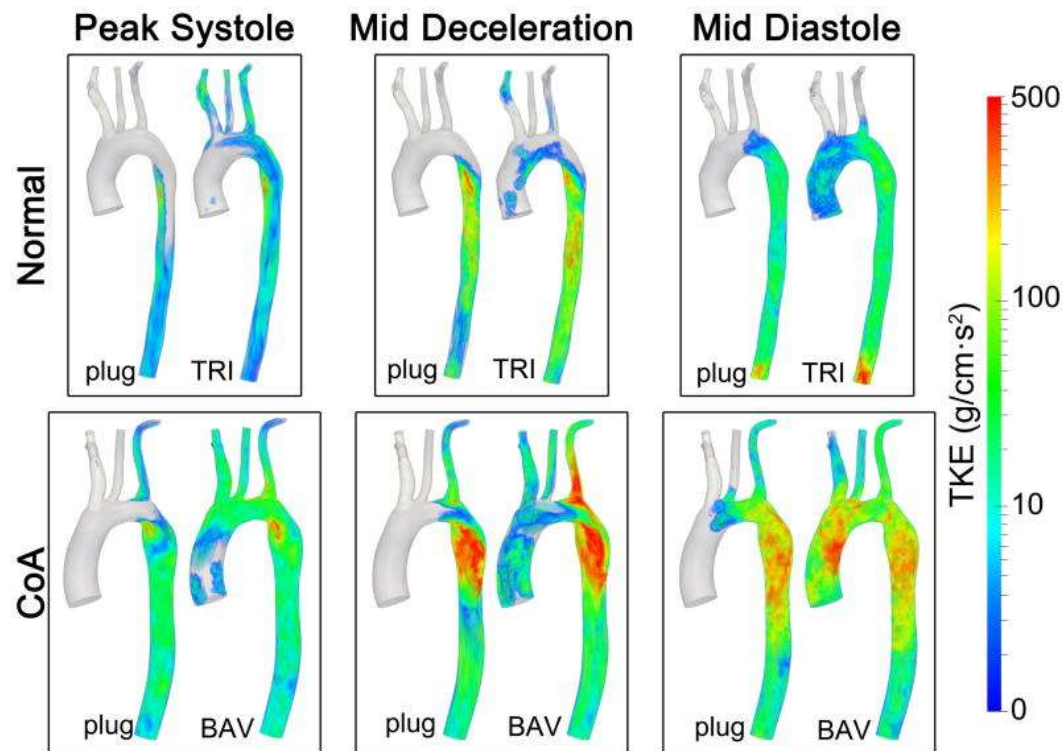 Peak Systole Mid Deceleration Mid Diastole
Normal
plug TRI
plug TRI
plug TRI
CoA
plug BAV
plug BAV
plug BAV
TKE (g/cm·s²)
500
100
10
0